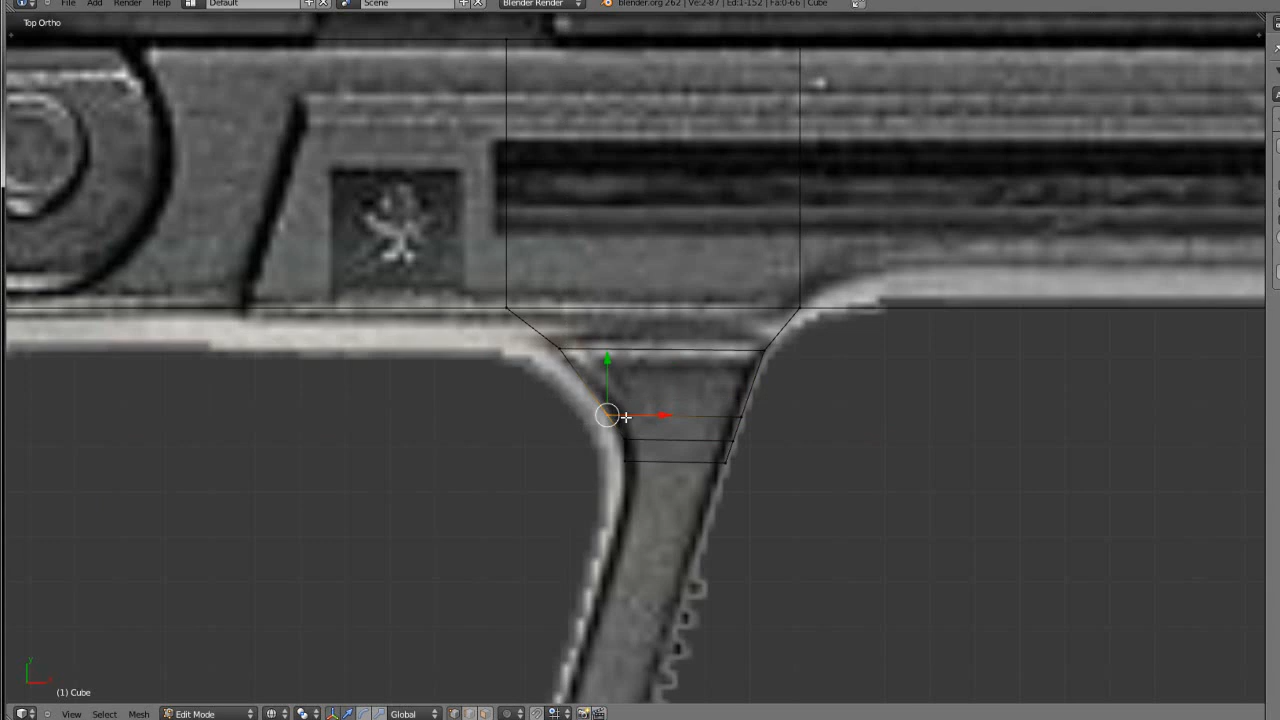 File Add Render Help Default Scene Blender Render blender.org 262 | Ve:2-87 | Ed:1-152 | Fa:0-66 | Cube
Top Ortho
y
(1) Cube
View Select Mesh Edit Mode Global